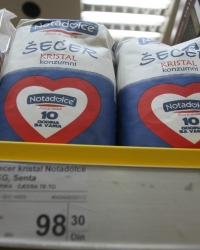 Notadolce
ŠEĆER
KRISTAL
konzumni
Notadolce
10
GODINA
SA VAMA
Notadolce
ŠEĆER
KRISTAL
konzumni
Notadolce
10
GODINA
SA VAMA
ecer kristal Notadolce
KG, Senta
98 30
Din